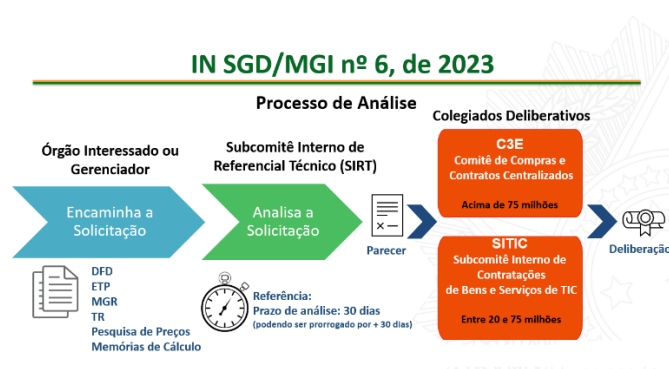 IN SGD/MGI nº 6, de 2023
Processo de Análise
Órgão Interessado ou
Gerenciador
Encaminha a
Solicitação
DFD
ETP
MGR
TR
Pesquisa de Preços
Memórias de Cálculo
Subcomitê Interno de
Referencial Técnico (SIRT)
Analisa a
Solicitação
Referência:
Prazo de análise: 30 dias
(podendo ser prorrogado por + 30 dias)
Parecer
Colegiados Deliberativos
C3E
Comitê de Compras e
Contratos Centralizados
Acima de 75 milhões
SITIC
Subcomitê Interno de
Contratações
de Bens e Serviços de TIC
Entre 20 e 75 milhões
Deliberação